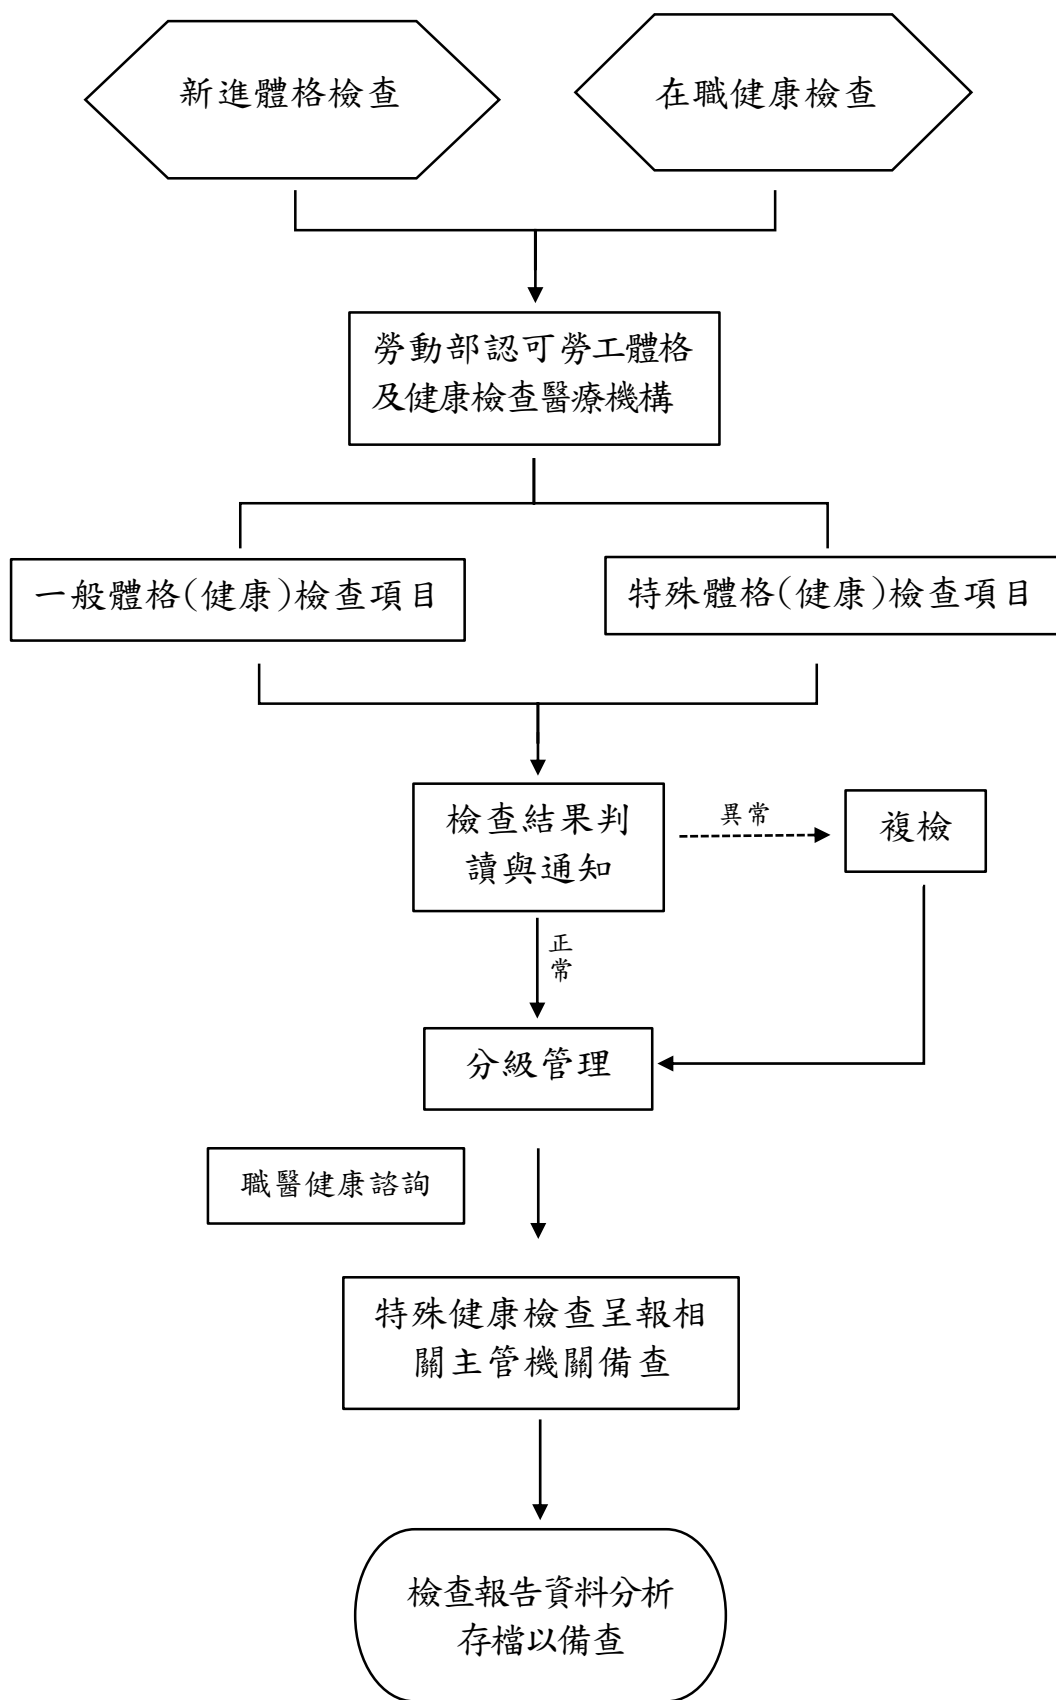 新進體格檢查
在職健康檢查
勞動部認可勞工體格
及健康檢查醫療機構
一般體格(健康)檢查項目
特殊體格(健康)檢查項目
檢查結果判
讀與通知
異常
複檢
正
常
分級管理
職醫健康諮詢
特殊健康檢查呈報相
關主管機關備查
檢查報告資料分析
存檔以備查